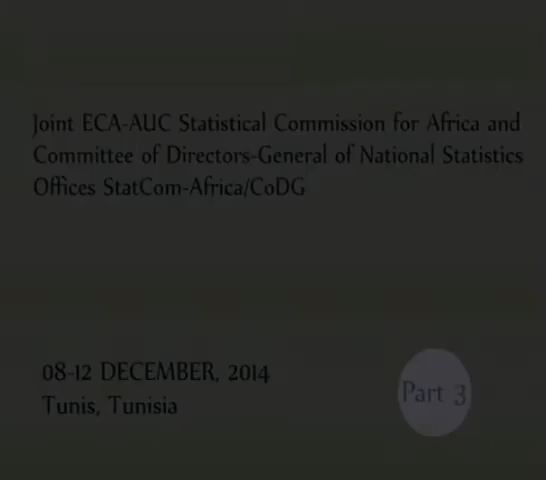 Joint ECA-AUC Statistical Commission for Africa and
Committee of Directors-General of National Statistics
Offices StatCom-Africa/CoDG
08-12 DECEMBER, 2014
Tunis, Tunisia
Part 3